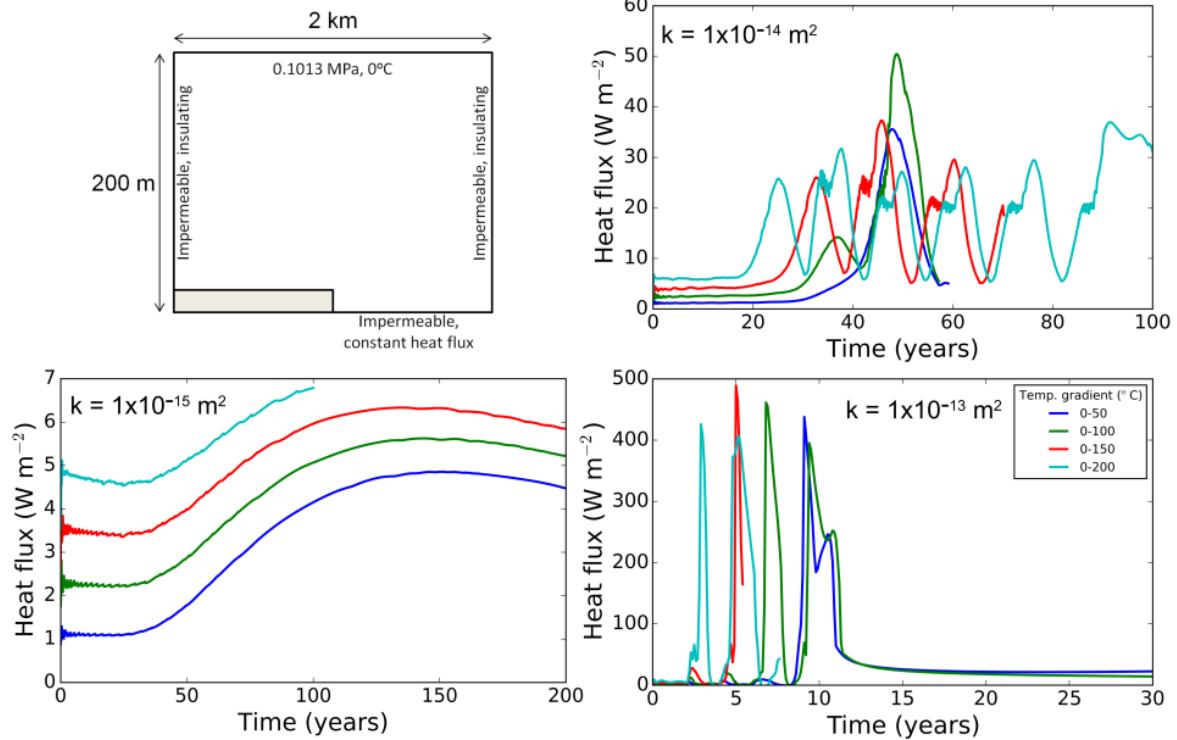 2 km
0.1013 MPa, 0ºC
Impermeable, insulating
Impermeable, insulating
200 m
Impermeable,
constant heat flux
k = 1x10⁻¹⁴ m²
Heat flux (W m⁻²)
60
50
40
30
20
10
0
0 20 40 60 80 100
Time (years)
k = 1x10⁻¹⁵ m²
Heat flux (W m⁻²)
7
6
5
4
3
2
1
0
0 50 100 150 200
Time (years)
k = 1x10⁻¹³ m²
Heat flux (W m⁻²)
500
400
300
200
100
0
0 5 10 15 20 25 30
Time (years)
Temp. gradient (° C)
0-50
0-100
0-150
0-200